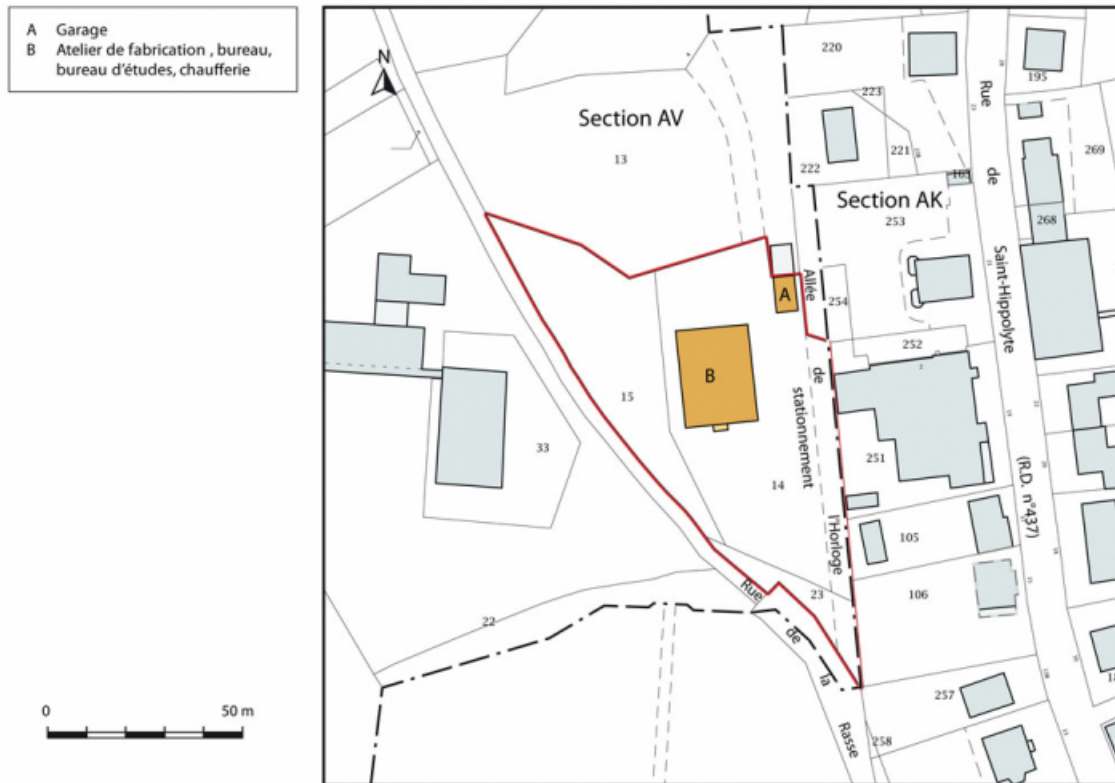 A Garage
B Atelier de fabrication , bureau,
bureau d'études, chaufferie
N
0 50 m
Section AV
Section AK
220
195
223
269
222
221
165
13
253
268
Rue de Saint-Hippolyte (R.D. n°437)
A
254
Allée de l'Horloge
stationnement
252
B
15
33
251
14
105
23
106
22
Rue de la Rasse
257
258